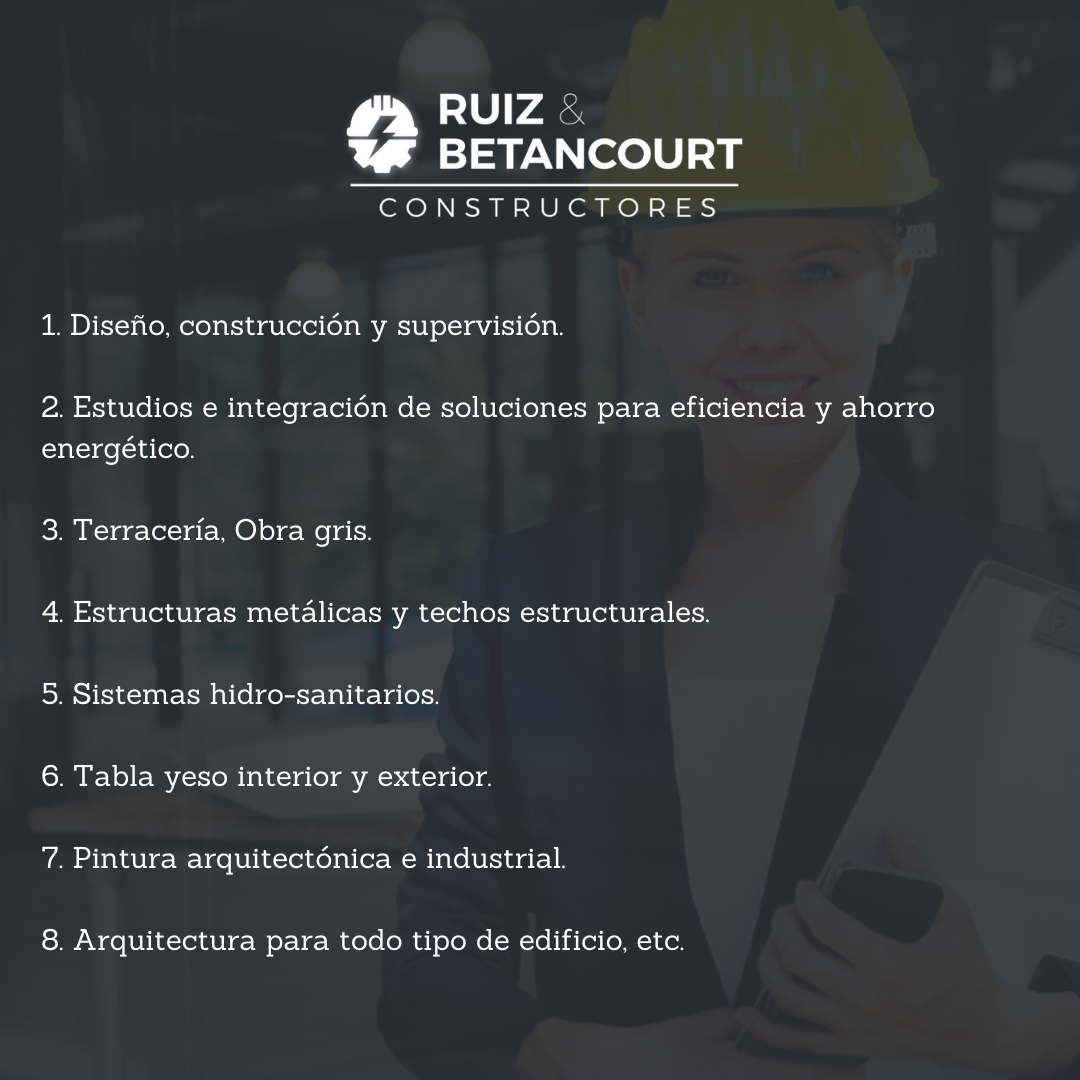 RUIZ &
BETANCOURT
CONSTRUCTORES
1. Diseño, construcción y supervisión.
2. Estudios e integración de soluciones para eficiencia y ahorro
energético.
3. Terracería, Obra gris.
4. Estructuras metálicas y techos estructurales.
5. Sistemas hidro-sanitarios.
6. Tabla yeso interior y exterior.
7. Pintura arquitectónica e industrial.
8. Arquitectura para todo tipo de edificio, etc.